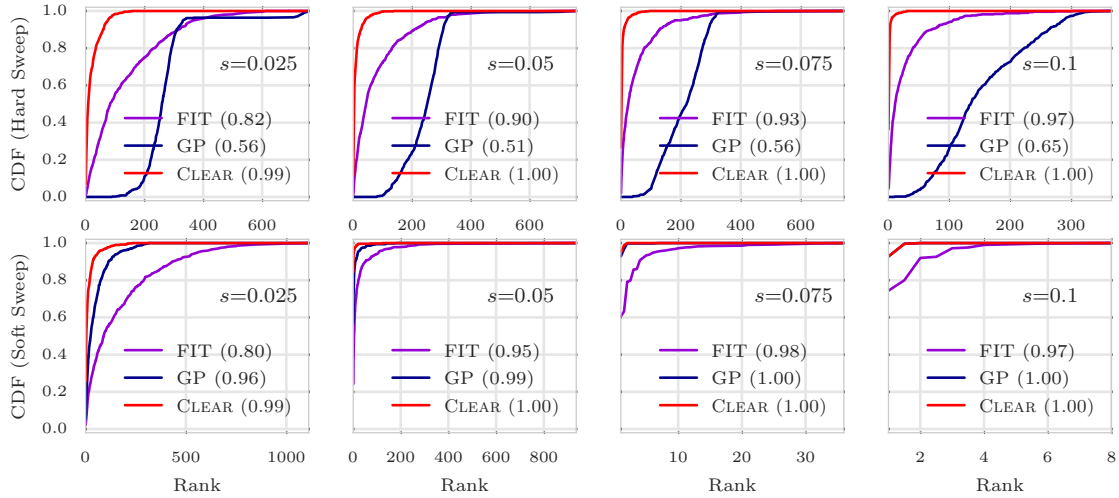 CDF (Hard Sweep)
1.0
0.8
0.6
0.4
0.2
0.0
s=0.025
FIT (0.82)
GP (0.56)
CLEAR (0.99)
0 200 400 600
s=0.05
FIT (0.90)
GP (0.51)
CLEAR (1.00)
0 200 400 600
s=0.075
FIT (0.93)
GP (0.56)
CLEAR (1.00)
0 200 400 600
s=0.1
FIT (0.97)
GP (0.65)
CLEAR (1.00)
0 100 200 300
CDF (Soft Sweep)
1.0
0.8
0.6
0.4
0.2
0.0
s=0.025
FIT (0.80)
GP (0.96)
CLEAR (0.99)
0 500 1000
Rank
s=0.05
FIT (0.95)
GP (0.99)
CLEAR (1.00)
0 200 400 600 800
Rank
s=0.075
FIT (0.98)
GP (1.00)
CLEAR (1.00)
10 20 30
Rank
s=0.1
FIT (0.97)
GP (1.00)
CLEAR (1.00)
2 4 6 8
Rank